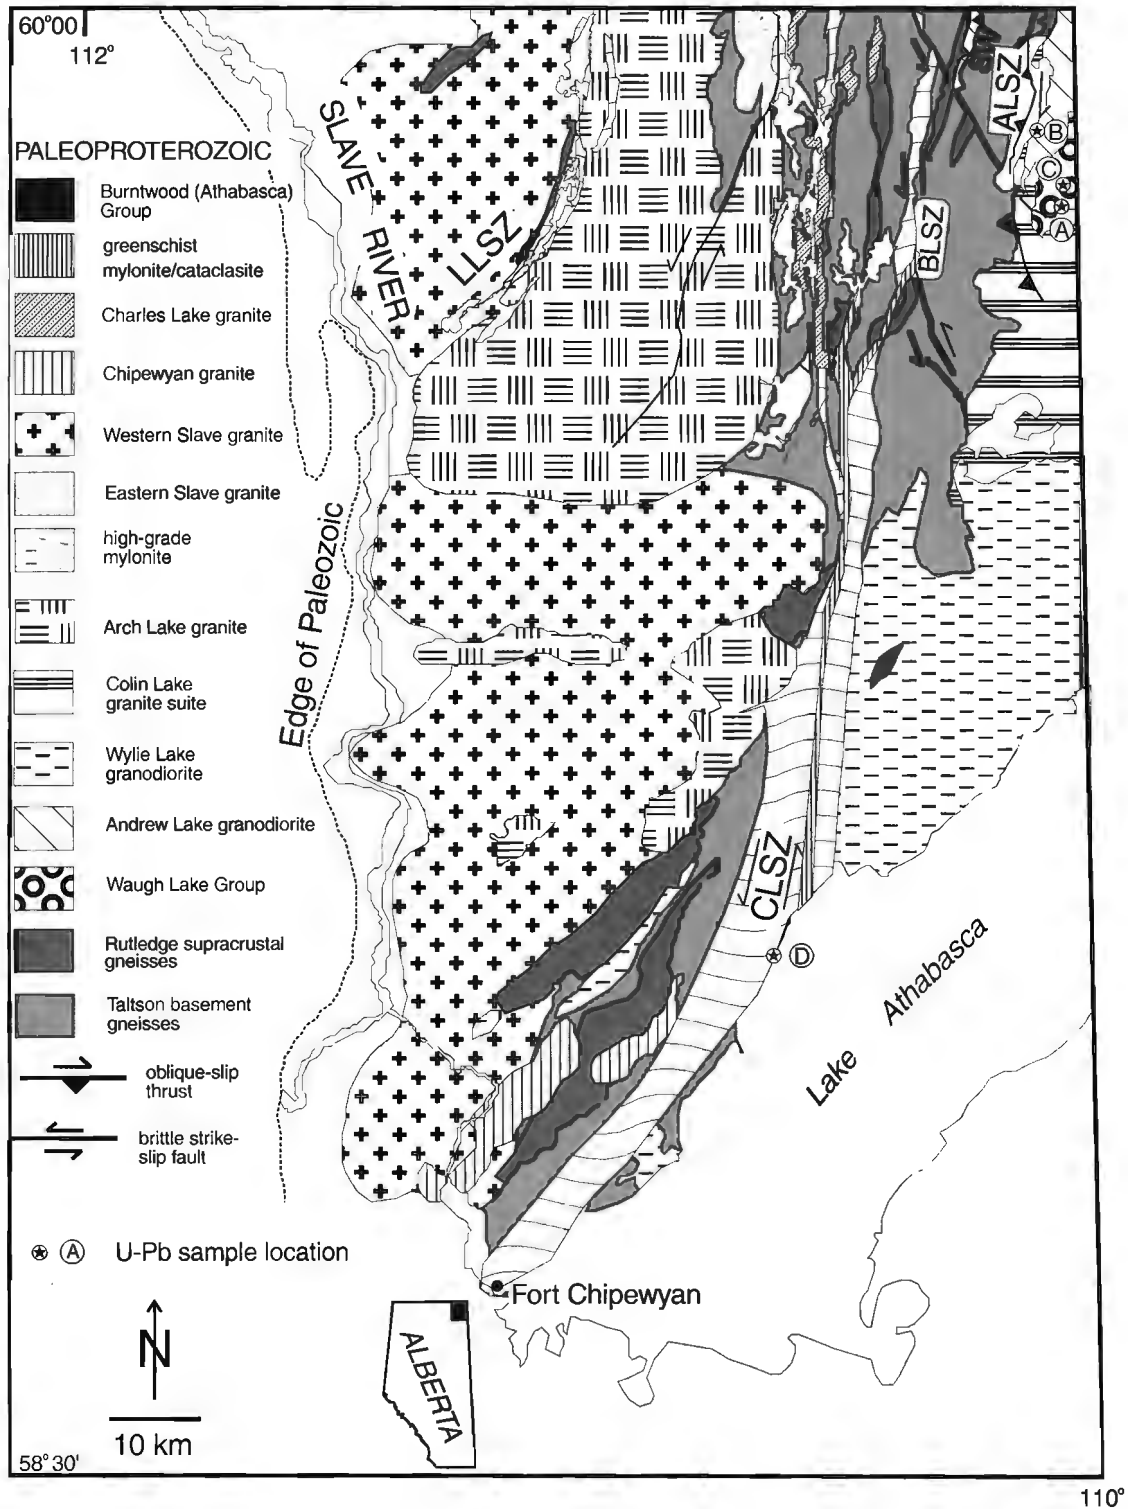 60°00
112°
PALEOPROTEROZOIC
Burntwood (Athabasca)
Group
greenschist
mylonite/cataclasite
Charles Lake granite
Chipewyan granite
Western Slave granite
Eastern Slave granite
high-grade
mylonite
Arch Lake granite
Colin Lake
granite suite
Wylie Lake
granodiorite
Andrew Lake granodiorite
Waugh Lake Group
Rutledge supracrustal
gneisses
Taltson basement
gneisses
oblique-slip
thrust
brittle strike-
slip fault
A U-Pb sample location
N
10 km
58°30'
SLAVE RIVER
LLSZ
Edge of Paleozoic
BLSZ
ALSZ
B
C
A
CLSZ
D
Lake Athabasca
Fort Chipewyan
ALBERTA
110°